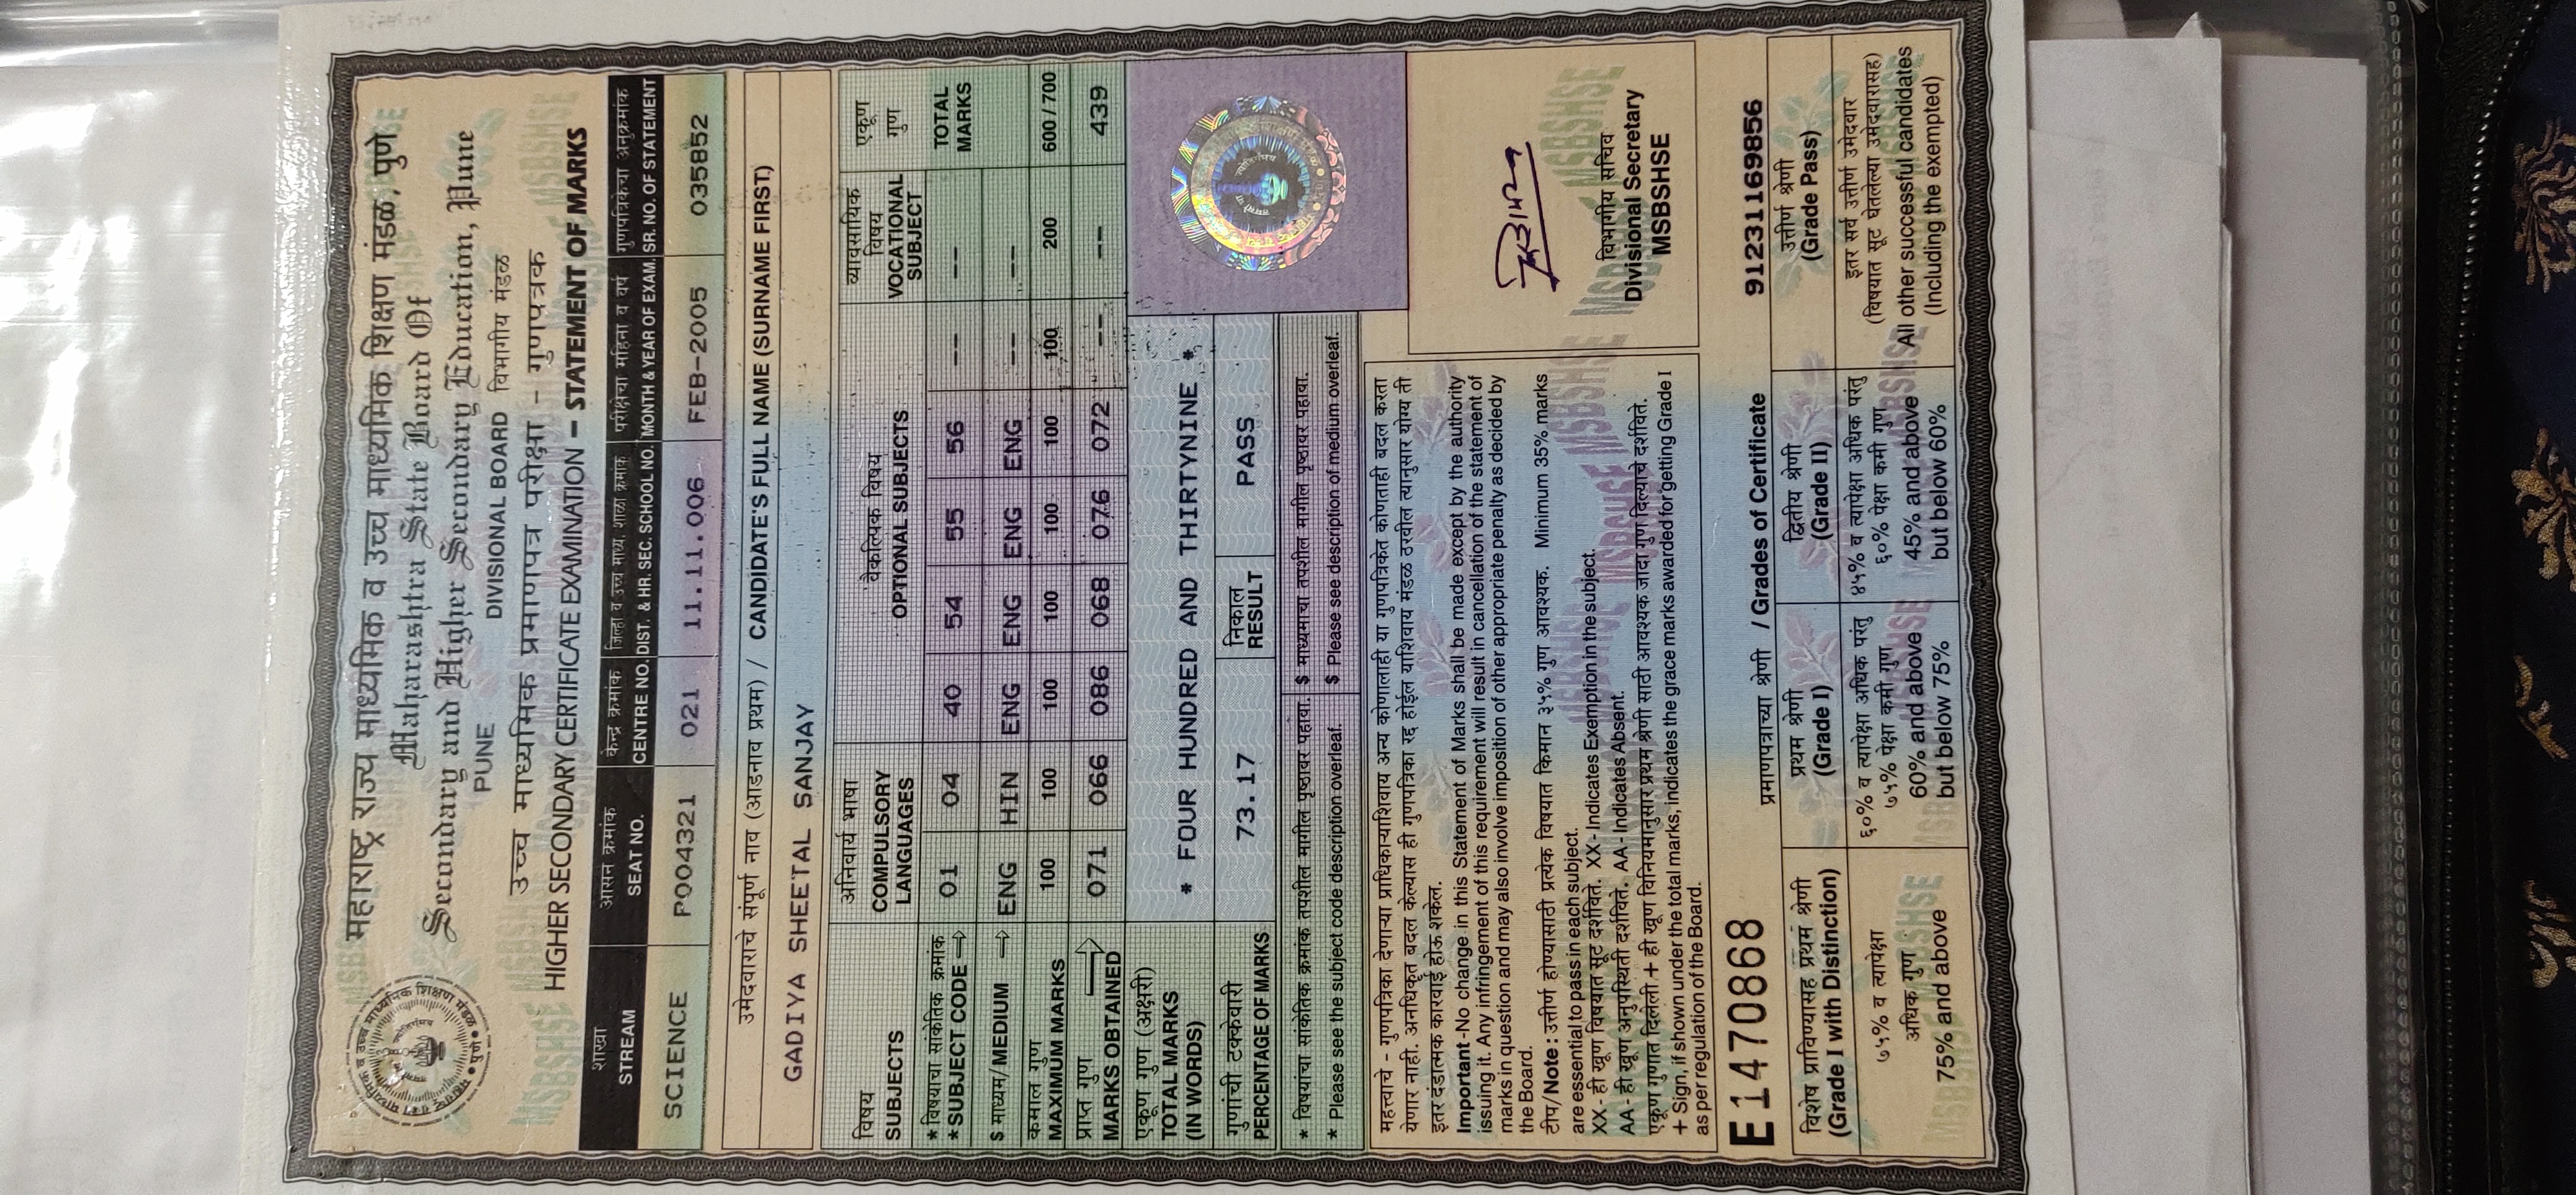 महाराष्ट्र राज्य माध्यमिक व उच्च माध्यमिक शिक्षण मंडळ, पुणे
Maharashtra State Board Of
Secondary and Higher Secondary Education, Pune
PUNE DIVISIONAL BOARD विभागीय मंडळ
उच्च माध्यमिक प्रमाणपत्र परीक्षा - गुणपत्रक
HIGHER SECONDARY CERTIFICATE EXAMINATION – STATEMENT OF MARKS
शाखा आसन क्रमांक केन्द्र क्रमांक जिल्हा व उच्च माध्य. शाळा क्रमांक परीक्षेचा महिना व वर्ष गुणपत्रिकेचा अनुक्रमांक
STREAM SEAT NO. CENTRE NO. DIST. & HR. SEC. SCHOOL NO. MONTH & YEAR OF EXAM. SR. NO. OF STATEMENT
SCIENCE P004321 021 11.11.006 FEB-2005 035852
उमेदवाराचे संपूर्ण नाव (आडनाव प्रथम) / CANDIDATE'S FULL NAME (SURNAME FIRST)
GADIYA SHEETAL SANJAY
विषय
SUBJECTS
अनिवार्य भाषा
COMPULSORY
LANGUAGES
वैकल्पिक विषय
OPTIONAL SUBJECTS
व्यावसायिक
विषय
VOCATIONAL
SUBJECT
एकूण
गुण
TOTAL
MARKS
* विषयाचा सांकेतिक क्रमांक
* SUBJECT CODE ⇒ 01 04 40 54 55 56 -- --
$ माध्यम/MEDIUM ⇒ ENG HIN ENG ENG ENG ENG -- --
कमाल गुण
MAXIMUM MARKS 100 100 100 100 100 100 100 200 600 / 700
प्राप्त गुण
MARKS OBTAINED 071 066 086 068 076 072 -- -- 439
एकूण गुण (अक्षरी)
TOTAL MARKS
(IN WORDS) * FOUR HUNDRED AND THIRTYNINE *
गुणांची टक्केवारी
PERCENTAGE OF MARKS 73.17
निकाल
RESULT PASS
* विषयांचा सांकेतिक क्रमांक तपशील मागील पृष्ठावर पहावा. $ माध्यमाचा तपशील मागील पृष्ठावर पहावा.
* Please see the subject code description overleaf. $ Please see description of medium overleaf.
महत्त्वाचे - गुणपत्रिका देणाऱ्या प्राधिकाऱ्याशिवाय अन्य कोणालाही या गुणपत्रिकेत कोणताही बदल करता
येणार नाही. अनधिकृत बदल केल्यास ही गुणपत्रिका रद्द होईल याशिवाय मंडळ ठरवील त्यानुसार योग्य ती
इतर दंडात्मक कारवाई होऊ शकेल.
Important -No change in this Statement of Marks shall be made except by the authority
issuing it. Any infringement of this requirement will result in cancellation of the statement of
marks in question and may also involve imposition of other appropriate penalty as decided by
the Board.
टीप/Note : उत्तीर्ण होण्यासाठी प्रत्येक विषयात किमान ३५% गुण आवश्यक. Minimum 35% marks
are essential to pass in each subject.
XX - ही खूण विषयात सूट दर्शविते. XX - Indicates Exemption in the subject.
AA - ही खूण अनुपस्थिती दर्शविते. AA - Indicates Absent.
एकूण गुणात दिलेली + ही खूण विनियमानुसार प्रथम श्रेणी साठी आवश्यक जादा गुण दिल्याचे दर्शविते.
+ Sign, if shown under the total marks, indicates the grace marks awarded for getting Grade I
as per regulation of the Board.
विभागीय सचिव
Divisional Secretary
MSBSHSE
E1470868
प्रमाणपत्राच्या श्रेणी / Grades of Certificate
91231169856
विशेष प्राविण्यासह प्रथम श्रेणी
(Grade I with Distinction)
प्रथम श्रेणी
(Grade I)
द्वितीय श्रेणी
(Grade II)
उत्तीर्ण श्रेणी
(Grade Pass)
७५% व त्यापेक्षा
अधिक गुण
75% and above
६०% व त्यापेक्षा अधिक परंतु
७५% पेक्षा कमी गुण
60% and above
but below 75%
४५% व त्यापेक्षा अधिक परंतु
६०% पेक्षा कमी गुण
45% and above
but below 60%
इतर सर्व उत्तीर्ण उमेदवार
(विषयात सूट घेतलेल्या उमेदवारासह)
All other successful candidates
(Including the exempted)